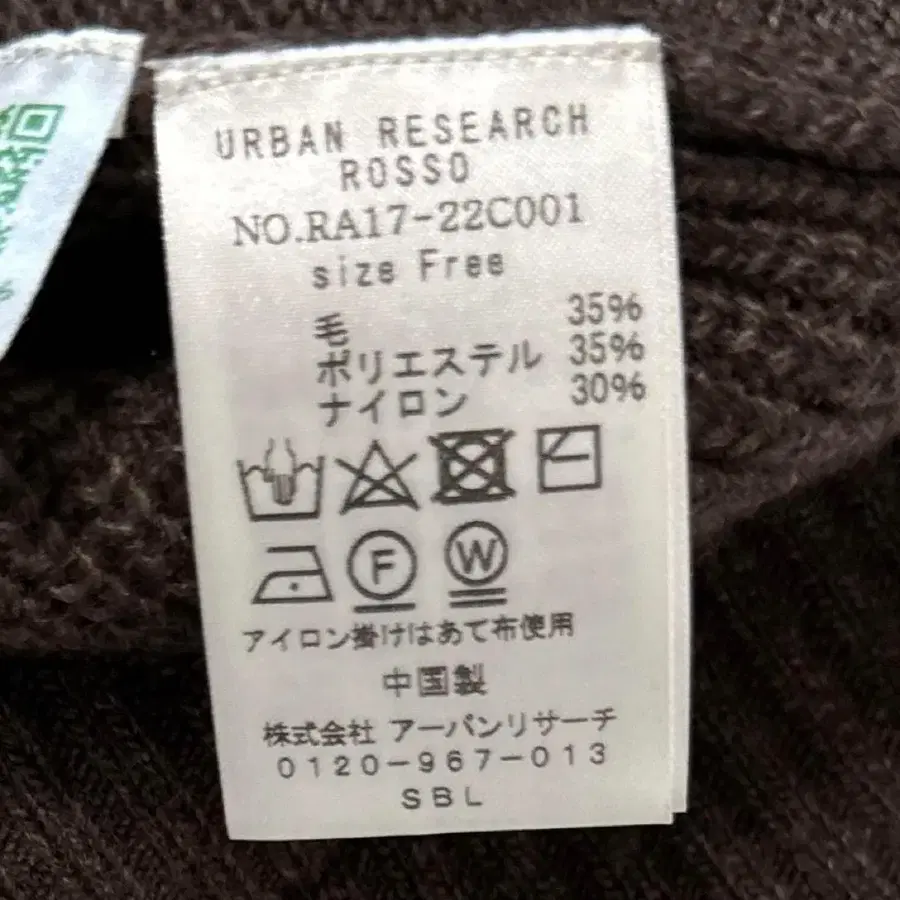 URBAN RESEARCH
ROSSO
NO.RA17-22C001
size Free
毛 35%
ポリエステル 35%
ナイロン 30%
F W
アイロン掛けはあて布使用
中国製
株式会社 アーバンリサーチ
0120-967-013
SBL